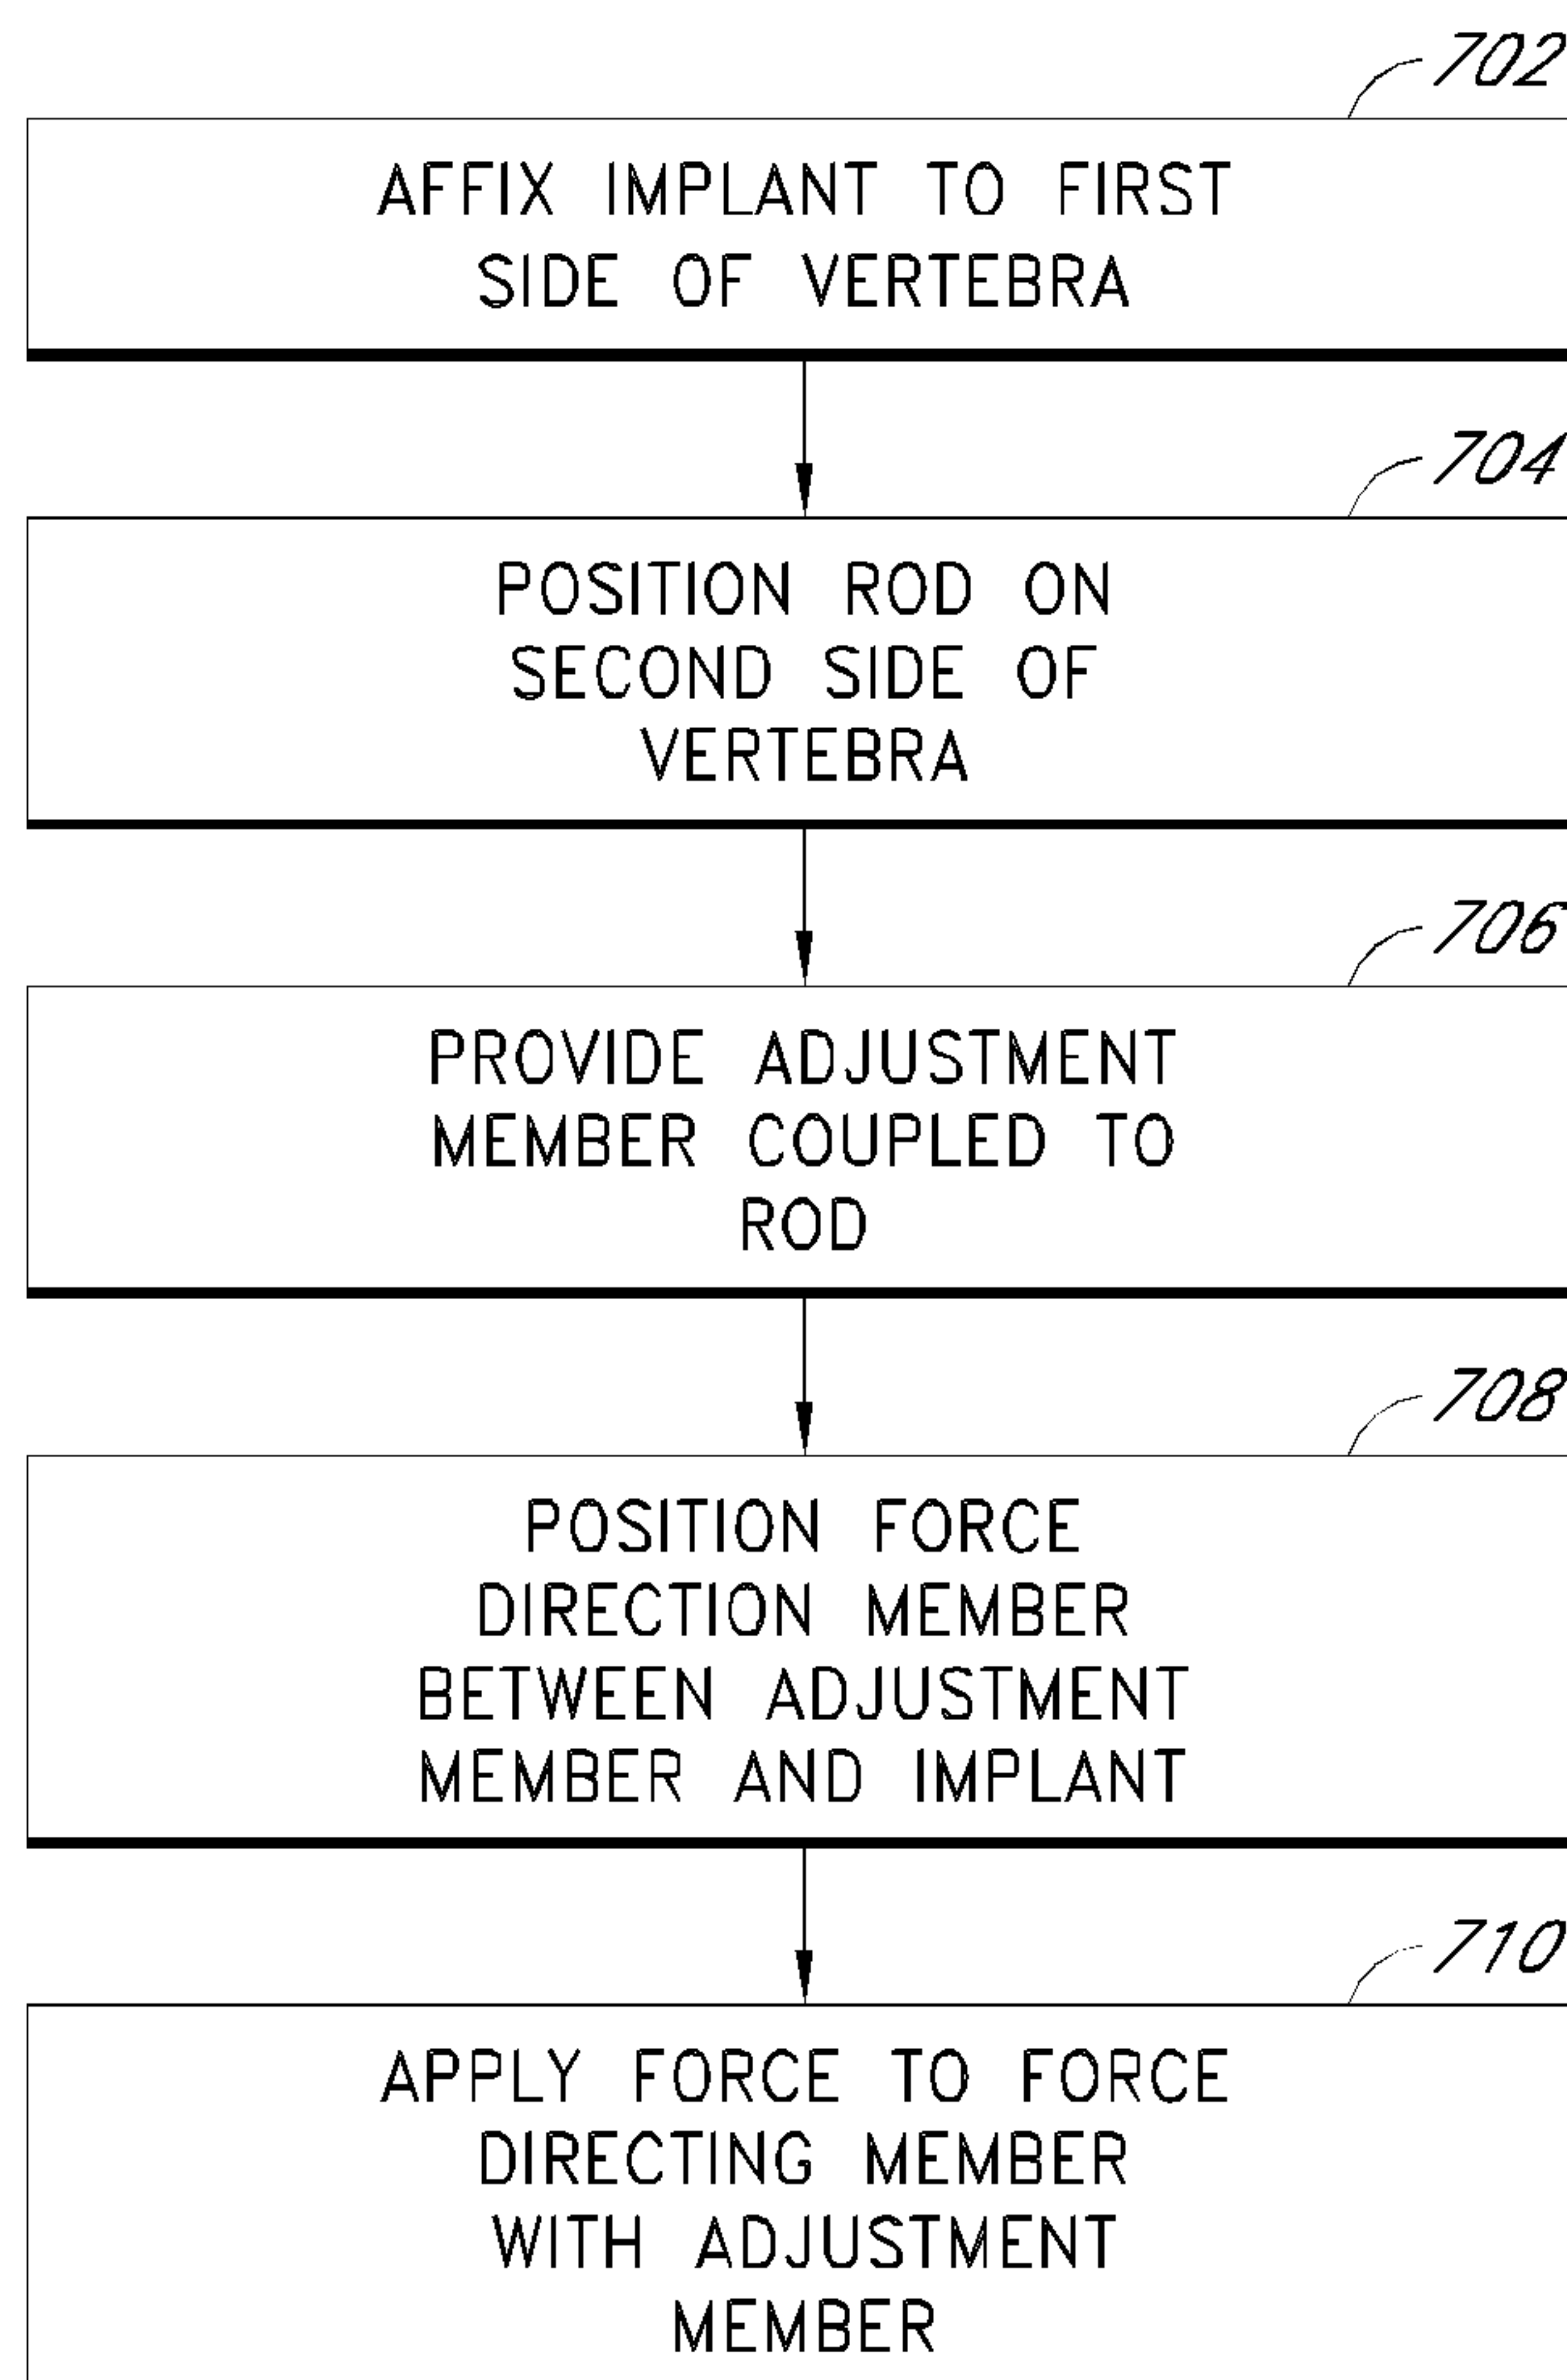 702
AFFIX IMPLANT TO FIRST
SIDE OF VERTEBRA
704
POSITION ROD ON
SECOND SIDE OF
VERTEBRA
706
PROVIDE ADJUSTMENT
MEMBER COUPLED TO
ROD
708
POSITION FORCE
DIRECTION MEMBER
BETWEEN ADJUSTMENT
MEMBER AND IMPLANT
710
APPLY FORCE TO FORCE
DIRECTING MEMBER
WITH ADJUSTMENT
MEMBER